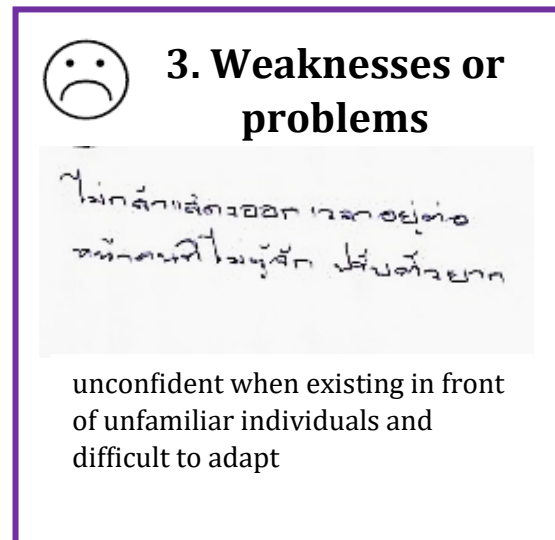 3. Weaknesses or
problems
ไม่กล้าแสดงออก เวลาอยู่ต่อ
หน้าคนที่ไม่รู้จัก ปรับตัวยาก
unconfident when existing in front
of unfamiliar individuals and
difficult to adapt